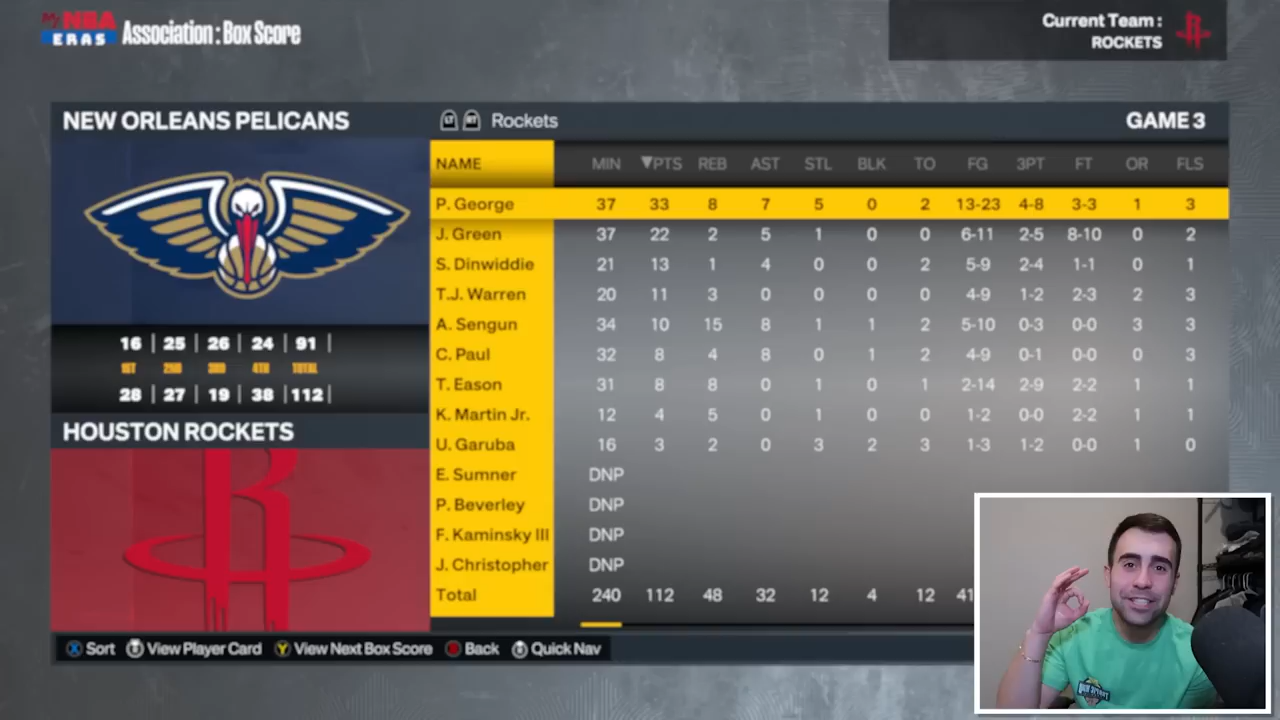 My NBA ERAS Association : Box Score
Current Team :
ROCKETS
NEW ORLEANS PELICANS
16 | 25 | 26 | 24 | 91 |
1ST 2ND 3RD 4TH TOTAL
28 | 27 | 19 | 38 | 112 |
HOUSTON ROCKETS
LT RT Rockets GAME 3
NAME MIN ▼PTS REB AST STL BLK TO FG 3PT FT OR FLS
P. George 37 33 8 7 5 0 2 13-23 4-8 3-3 1 3
J. Green 37 22 2 5 1 0 0 6-11 2-5 8-10 0 2
S. Dinwiddie 21 13 1 4 0 0 2 5-9 2-4 1-1 0 1
T.J. Warren 20 11 3 0 0 0 0 4-9 1-2 2-3 2 3
A. Sengun 34 10 15 8 1 1 2 5-10 0-3 0-0 3 3
C. Paul 32 8 4 8 0 1 2 4-9 0-1 0-0 0 3
T. Eason 31 8 8 0 1 0 1 2-14 2-9 2-2 1 1
K. Martin Jr. 12 4 5 0 1 0 0 1-2 0-0 2-2 1 1
U. Garuba 16 3 2 0 3 2 3 1-3 1-2 0-0 1 0
E. Sumner DNP
P. Beverley DNP
F. Kaminsky III DNP
J. Christopher DNP
Total 240 112 48 32 12 4 12 41
X Sort View Player Card Y View Next Box Score Back Quick Nav